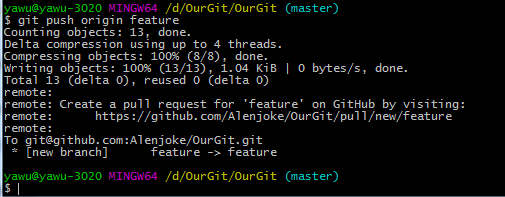 yawu@yawu-3020 MINGW64 /d/OurGit/OurGit (master)
$ git push origin feature
Counting objects: 13, done.
Delta compression using up to 4 threads.
Compressing objects: 100% (8/8), done.
Writing objects: 100% (13/13), 1.04 KiB | 0 bytes/s, done.
Total 13 (delta 0), reused 0 (delta 0)
remote:
remote: Create a pull request for 'feature' on GitHub by visiting:
remote:      https://github.com/Alenjoke/OurGit/pull/new/feature
remote:
To git@github.com:Alenjoke/OurGit.git
 * [new branch]      feature -> feature
yawu@yawu-3020 MINGW64 /d/OurGit/OurGit (master)
$